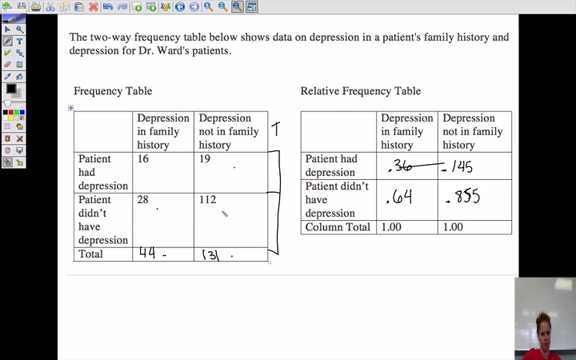 The two-way frequency table below shows data on depression in a patient's family history and
depression for Dr. Ward's patients.
Frequency Table
Depression in family history
Depression not in family history
T
Patient had depression
16
19
Patient didn't have depression
28
112
Total
44
131
Relative Frequency Table
Depression in family history
Depression not in family history
Patient had depression
.36
.145
Patient didn't have depression
.64
.855
Column Total
1.00
1.00